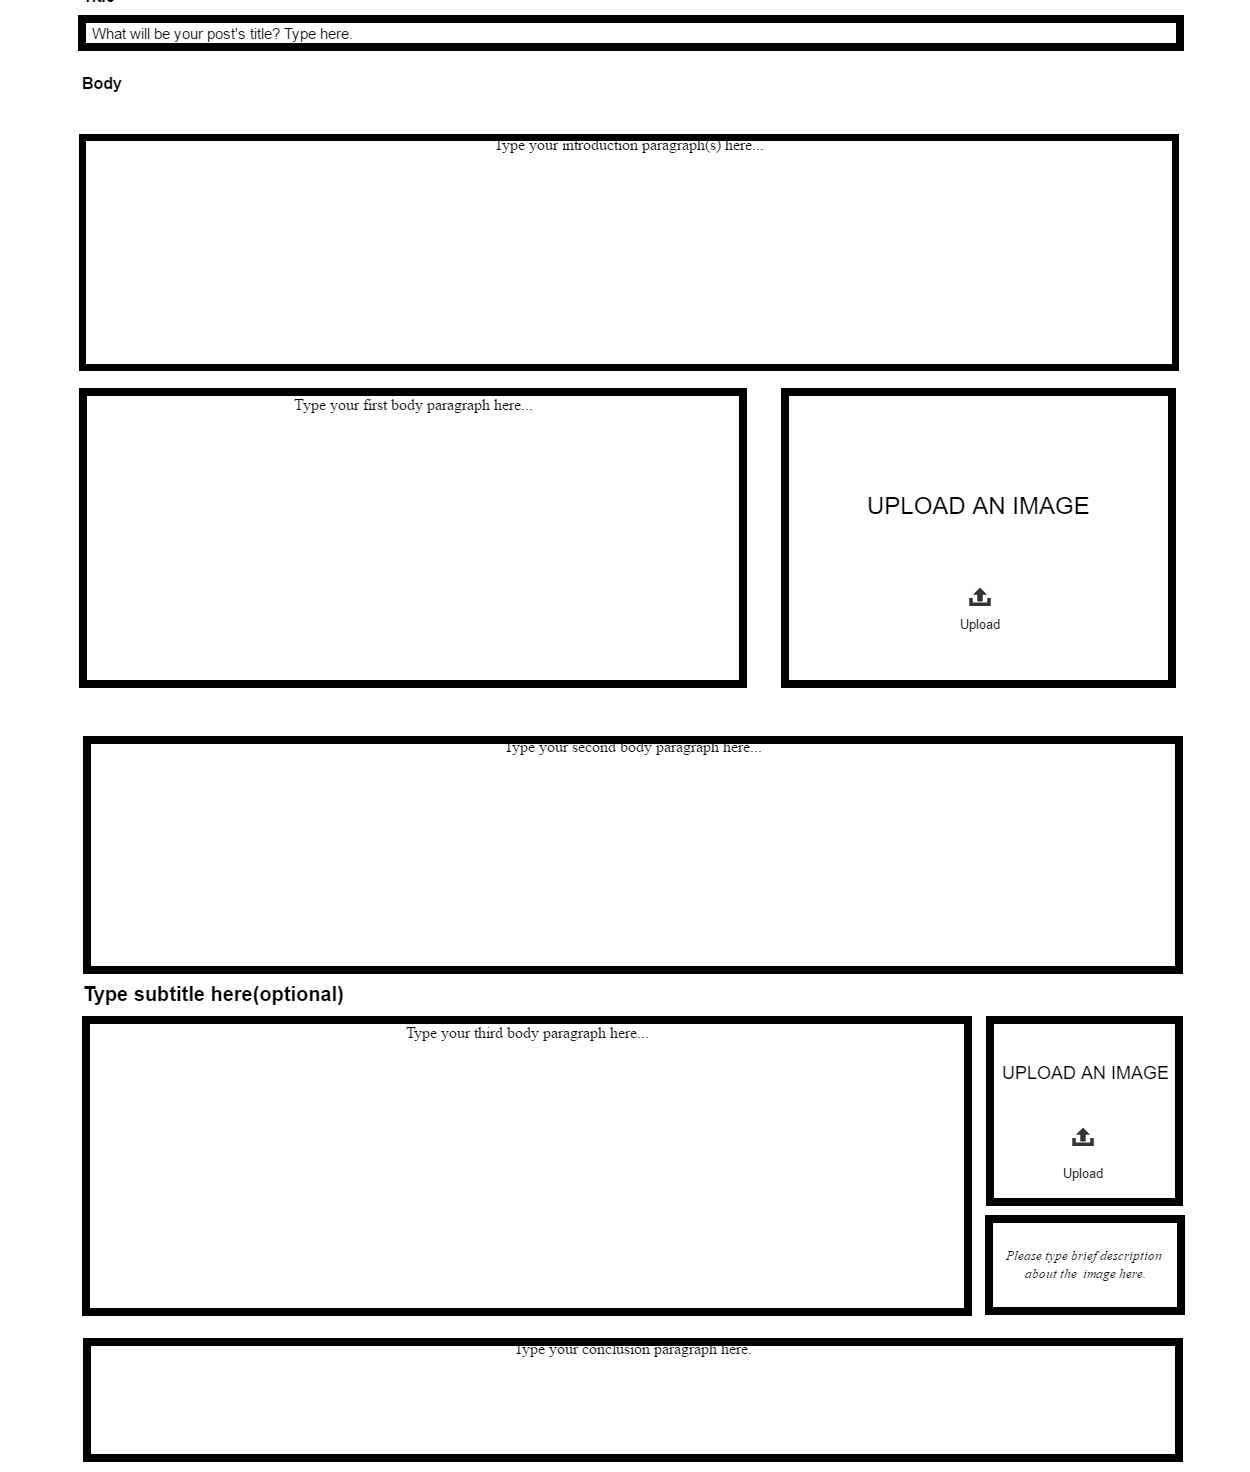 Title
What will be your post's title? Type here.
Body
Type your introduction paragraph(s) here...
Type your first body paragraph here...
UPLOAD AN IMAGE
Upload
Type your second body paragraph here...
Type subtitle here(optional)
Type your third body paragraph here...
UPLOAD AN IMAGE
Upload
Please type brief description
about the  image here.
Type your conclusion paragraph here.